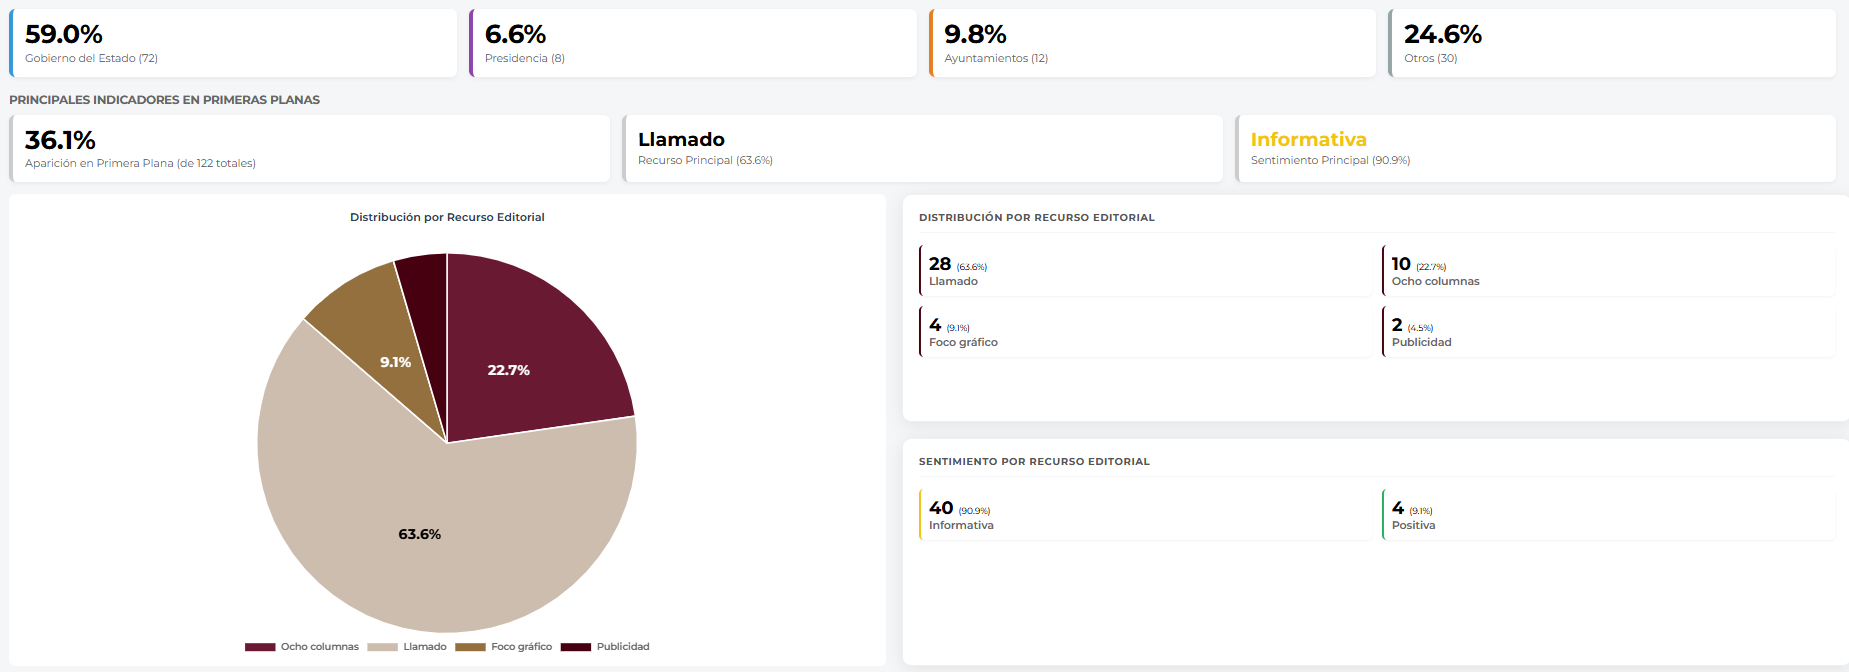 59.0%
Gobierno del Estado (72)
6.6%
Presidencia (8)
9.8%
Ayuntamientos (12)
24.6%
Otros (30)
PRINCIPALES INDICADORES EN PRIMERAS PLANAS
36.1%
Aparición en Primera Plana (de 122 totales)
Llamado
Recurso Principal (63.6%)
Informativa
Sentimiento Principal (90.9%)
Distribución por Recurso Editorial
22.7%
9.1%
63.6%
Ocho columnas
Llamado
Foco gráfico
Publicidad
DISTRIBUCIÓN POR RECURSO EDITORIAL
28 (63.6%)
Llamado
10 (22.7%)
Ocho columnas
4 (9.1%)
Foco gráfico
2 (4.5%)
Publicidad
SENTIMIENTO POR RECURSO EDITORIAL
40 (90.9%)
Informativa
4 (9.1%)
Positiva